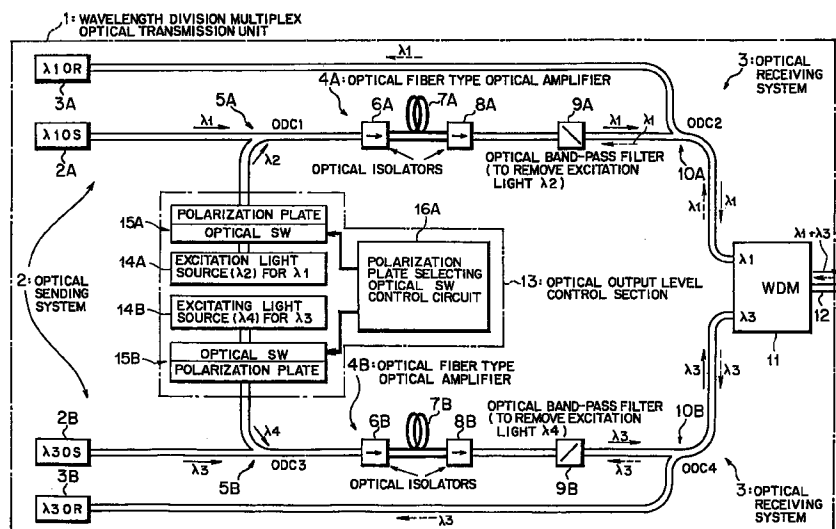 1: WAVELENGTH DIVISION MULTIPLEX
OPTICAL TRANSMISSION UNIT
λ1OR
3A
λ1
3: OPTICAL
RECEIVING
SYSTEM
4A: OPTICAL FIBER TYPE OPTICAL AMPLIFIER
5A
6A
7A
8A
9A
λ1OS
2A
λ1
ODC1
λ2
OPTICAL ISOLATORS
OPTICAL BAND-PASS FILTER
(TO REMOVE EXCITATION
LIGHT λ2)
λ1
λ1
λ1
ODC2
10A
λ1
λ1
2: OPTICAL
SENDING
SYSTEM
15A
POLARIZATION PLATE
OPTICAL SW
14A
EXCITATION LIGHT
SOURCE (λ2) FOR λ1
14B
EXCITATING LIGHT
SOURCE (λ4) FOR λ3
15B
OPTICAL SW
POLARIZATION PLATE
16A
POLARIZATION
PLATE SELECTING
OPTICAL SW
CONTROL CIRCUIT
13: OPTICAL OUTPUT LEVEL
CONTROL SECTION
λ1
WDM
λ3
11
λ1+λ3
12
4B: OPTICAL FIBER TYPE
OPTICAL AMPLIFIER
OPTICAL BAND-PASS FILTER
(TO REMOVE EXCITATION
LIGHT λ4)
λ3
λ3
2B
λ3OS
λ3
λ4
ODC3
5B
6B
7B
8B
OPTICAL ISOLATORS
9B
λ3
λ3
10B
ODC4
3B
λ3OR
λ3
3: OPTICAL
RECEIVING
SYSTEM